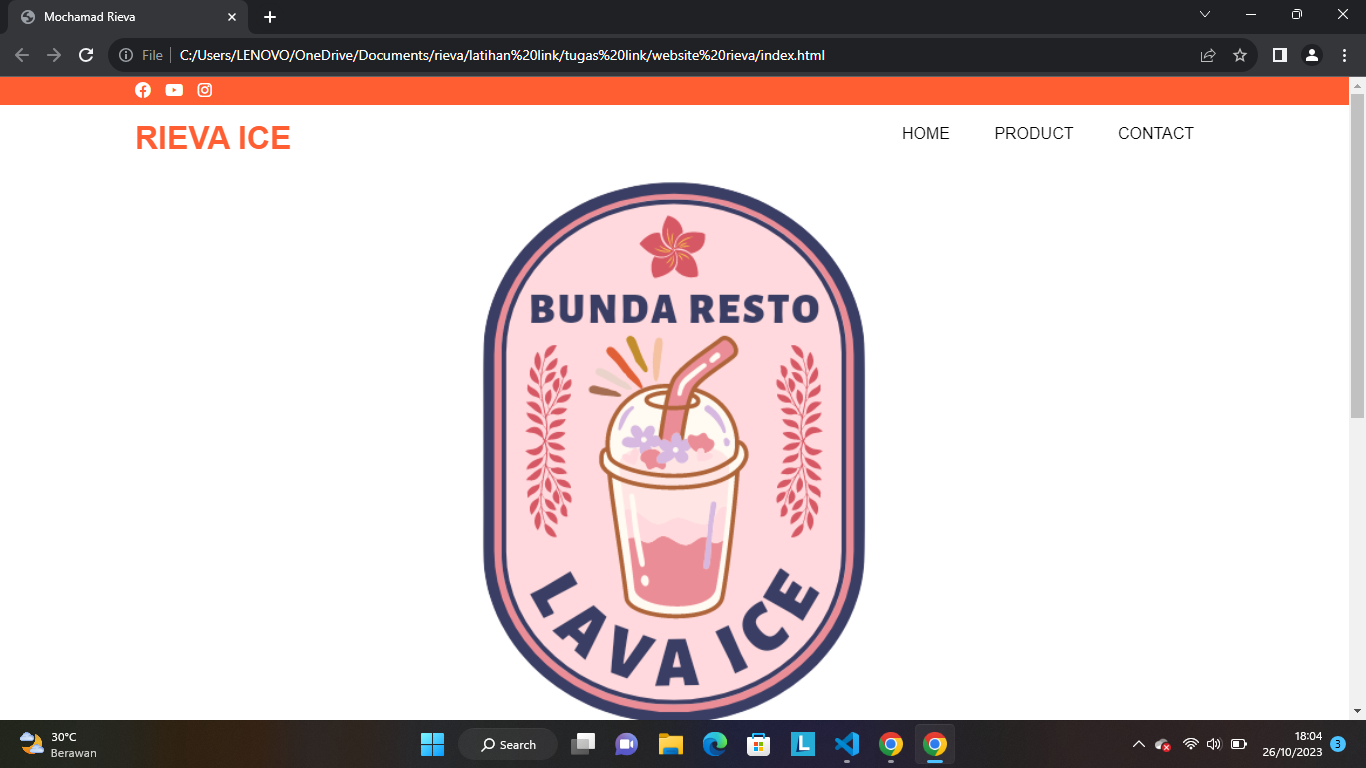 Mochamad Rieva
File
C:/Users/LENOVO/OneDrive/Documents/rieva/latihan%20link/tugas%20link/website%20rieva/index.html
RIEVA ICE
HOME
PRODUCT
CONTACT
BUNDA RESTO
LAVA ICE
30°C
Berawan
Search
L
18:04
26/10/2023
3